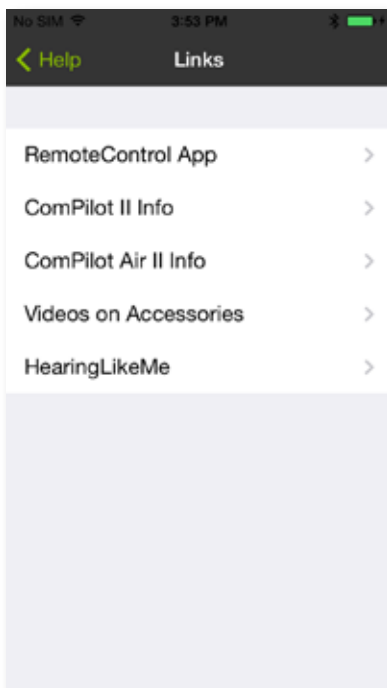 No SIM 3:53 PM
Help Links
RemoteControl App
ComPilot II Info
ComPilot Air II Info
Videos on Accessories
HearingLikeMe